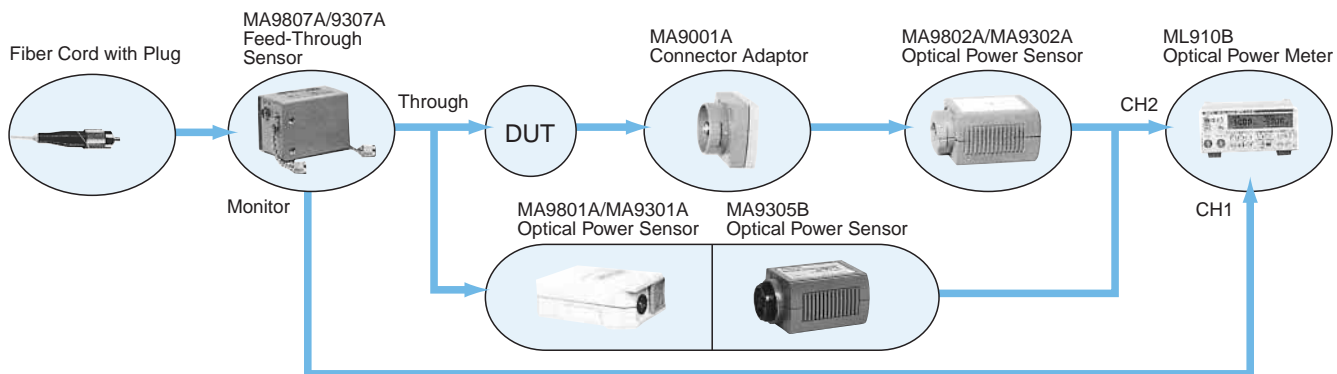 Fiber Cord with Plug
MA9807A/9307A
Feed-Through
Sensor
Through
Monitor
DUT
MA9001A
Connector Adaptor
MA9802A/MA9302A
Optical Power Sensor
CH2
ML910B
Optical Power Meter
CH1
MA9801A/MA9301A
Optical Power Sensor
MA9305B
Optical Power Sensor